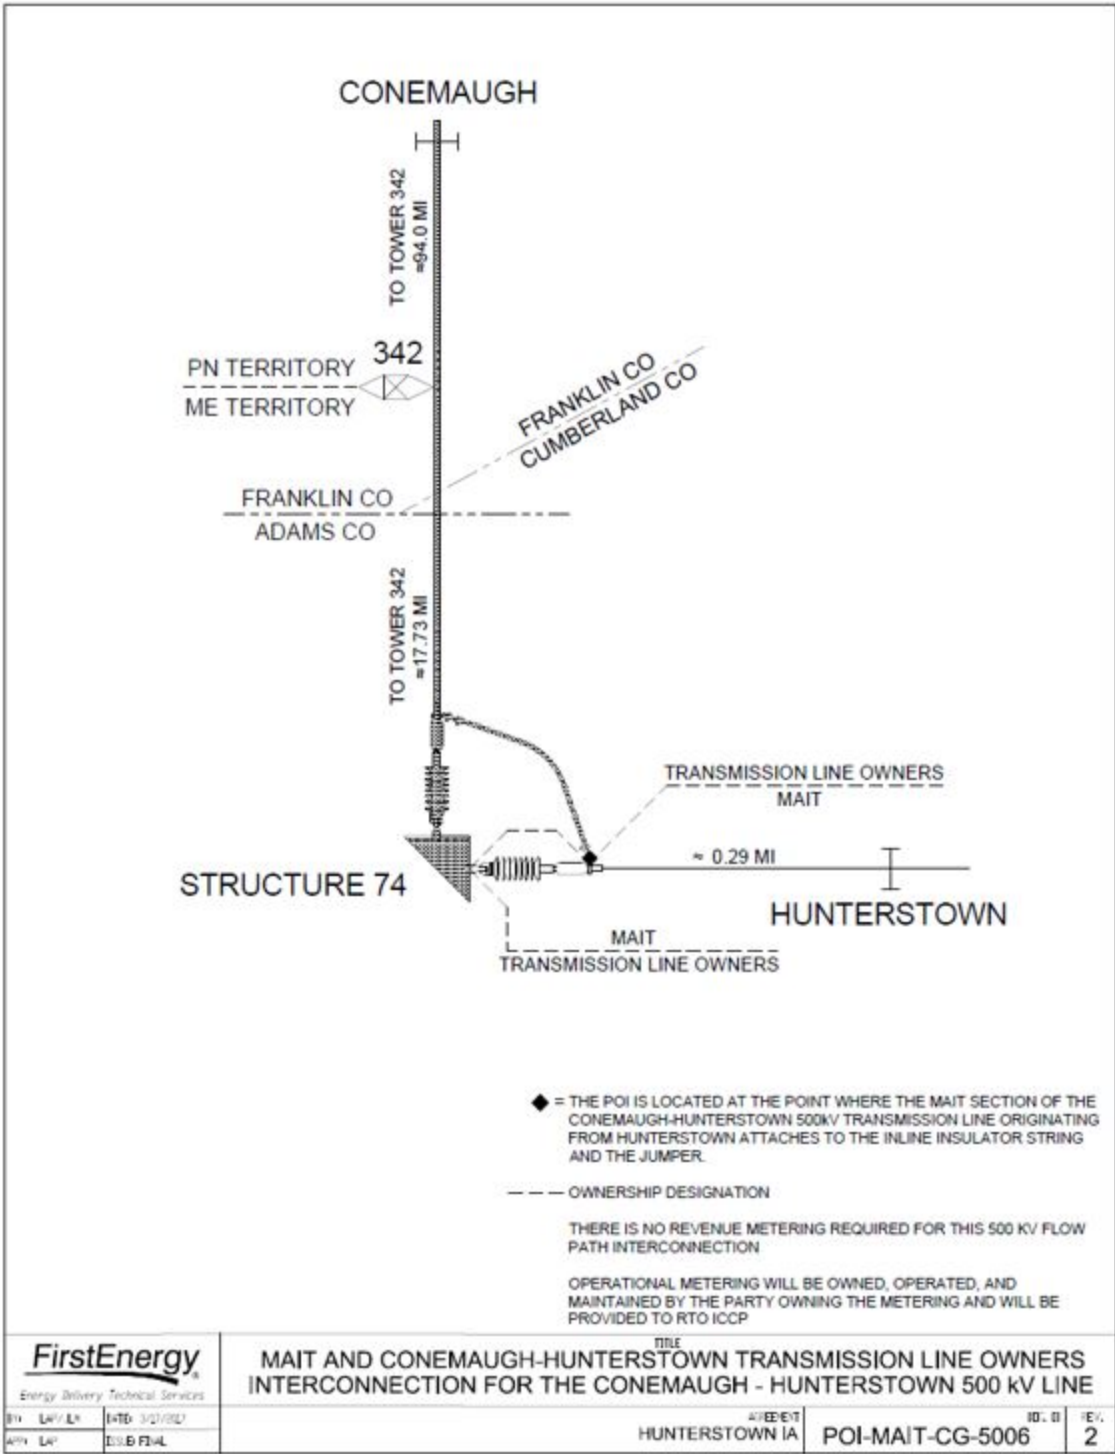 CONEMAUGH
TO TOWER 342
≈94.0 MI
342
PN TERRITORY
ME TERRITORY
FRANKLIN CO
CUMBERLAND CO
FRANKLIN CO
ADAMS CO
TO TOWER 342
≈17.73 MI
TRANSMISSION LINE OWNERS
MAIT
≈ 0.29 MI
STRUCTURE 74
HUNTERSTOWN
MAIT
TRANSMISSION LINE OWNERS
= THE POI IS LOCATED AT THE POINT WHERE THE MAIT SECTION OF THE
CONEMAUGH-HUNTERSTOWN 500kV TRANSMISSION LINE ORIGINATING
FROM HUNTERSTOWN ATTACHES TO THE INLINE INSULATOR STRING
AND THE JUMPER.
OWNERSHIP DESIGNATION
THERE IS NO REVENUE METERING REQUIRED FOR THIS 500 KV FLOW
PATH INTERCONNECTION
OPERATIONAL METERING WILL BE OWNED, OPERATED, AND
MAINTAINED BY THE PARTY OWNING THE METERING AND WILL BE
PROVIDED TO RTO ICCP
FirstEnergy
Energy Delivery Technical Services
TITLE
MAIT AND CONEMAUGH-HUNTERSTOWN TRANSMISSION LINE OWNERS
INTERCONNECTION FOR THE CONEMAUGH - HUNTERSTOWN 500 kV LINE
AGREEMENT
HUNTERSTOWN IA
POI-MAIT-CG-5006
REV.
2